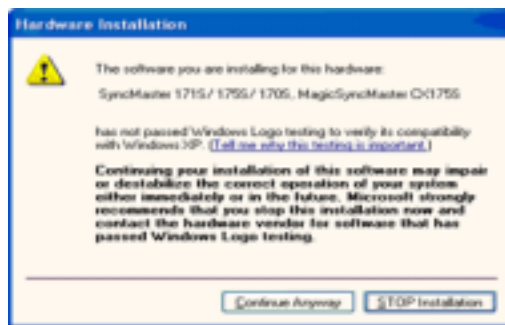 Hardware Installation
The software you are installing for this hardware:
SyncMaster 171S/ 175S/ 170S, MagicSyncMaster CX175S
has not passed Windows Logo testing to verify its compatibility
with Windows XP. (Tell me why this testing is important.)
Continuing your installation of this software may impair
or destabilize the correct operation of your system
either immediately or in the future. Microsoft strongly
recommends that you stop this installation now and
contact the hardware vendor for software that has
passed Windows Logo testing.
Continue Anyway STOP Installation